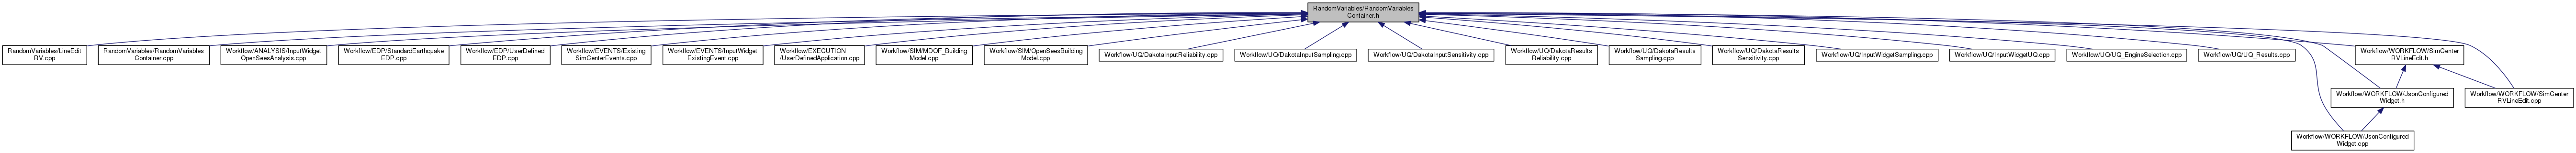 RandomVariables/RandomVariables
Container.h
RandomVariables/LineEdit
RV.cpp
RandomVariables/RandomVariables
Container.cpp
Workflow/ANALYSIS/InputWidget
OpenSeesAnalysis.cpp
Workflow/EDP/StandardEarthquake
EDP.cpp
Workflow/EDP/UserDefined
EDP.cpp
Workflow/EVENTS/Existing
SimCenterEvents.cpp
Workflow/EVENTS/InputWidget
ExistingEvent.cpp
Workflow/EXECUTION
/UserDefinedApplication.cpp
Workflow/SIM/MDOF_Building
Model.cpp
Workflow/SIM/OpenSeesBuilding
Model.cpp
Workflow/UQ/DakotaInputReliability.cpp
Workflow/UQ/DakotaInputSampling.cpp
Workflow/UQ/DakotaInputSensitivity.cpp
Workflow/UQ/DakotaResults
Reliability.cpp
Workflow/UQ/DakotaResults
Sampling.cpp
Workflow/UQ/DakotaResults
Sensitivity.cpp
Workflow/UQ/InputWidgetSampling.cpp
Workflow/UQ/InputWidgetUQ.cpp
Workflow/UQ/UQ_EngineSelection.cpp
Workflow/UQ/UQ_Results.cpp
Workflow/WORKFLOW/SimCenter
RVLineEdit.h
Workflow/WORKFLOW/JsonConfigured
Widget.h
Workflow/WORKFLOW/SimCenter
RVLineEdit.cpp
Workflow/WORKFLOW/JsonConfigured
Widget.cpp